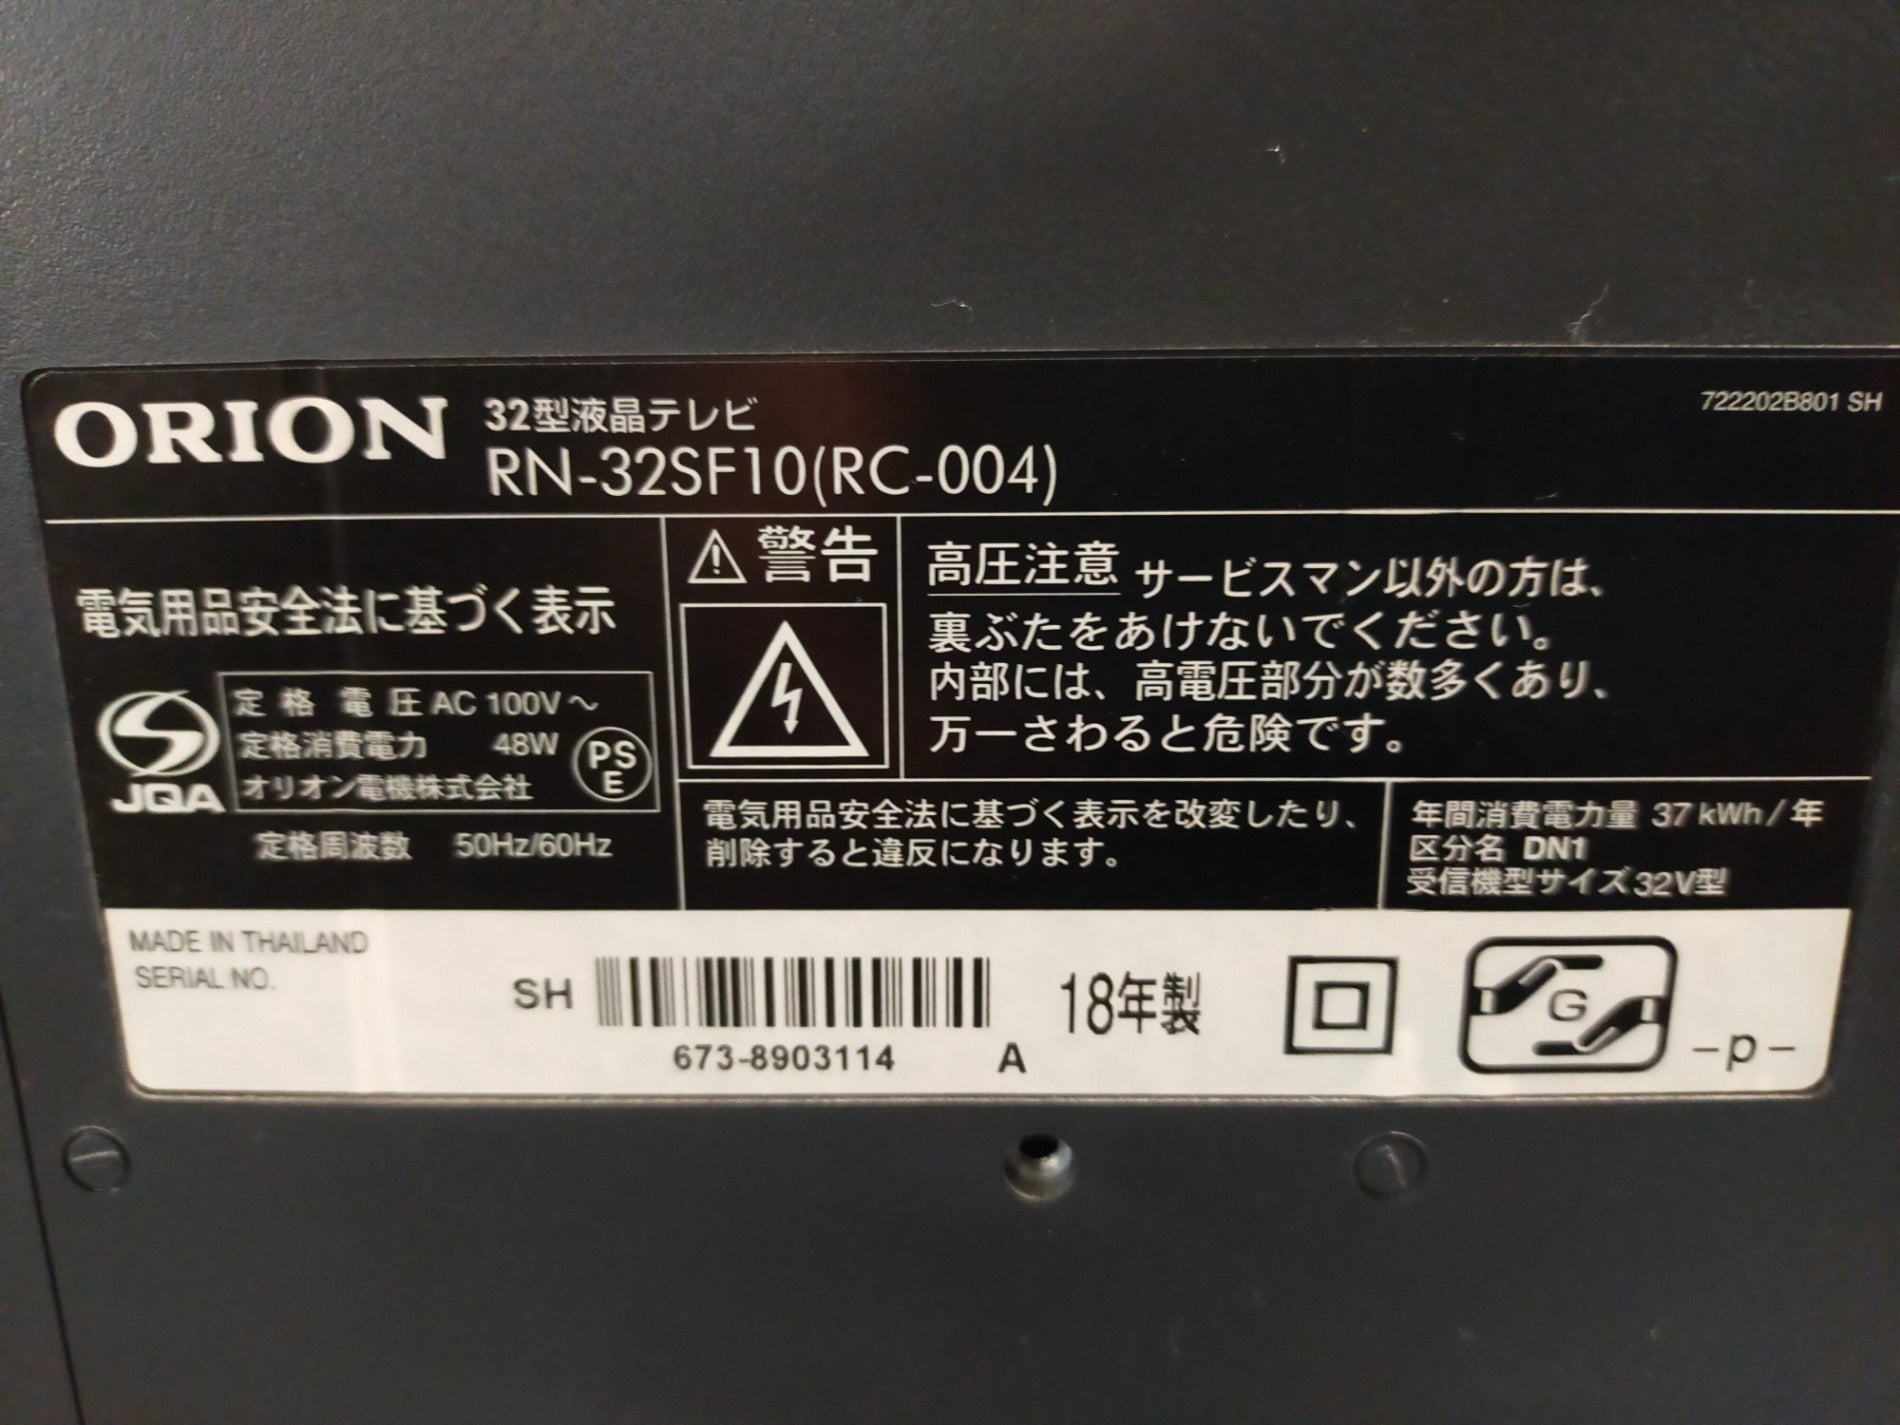 ORION
32型液晶テレビ
RN-32SF10(RC-004)
722202B801 SH
電気用品安全法に基づく表示
JQA
定格電圧 AC 100V～
定格消費電力 48W
オリオン電機株式会社
PS
E
定格周波数 50Hz/60Hz
警告
高圧注意 サービスマン以外の方は、
裏ぶたをあけないでください。
内部には、高電圧部分が数多くあり、
万一さわると危険です。
電気用品安全法に基づく表示を改変したり、
削除すると違反になります。
年間消費電力量 37 kWh/年
区分名 DN1
受信機型サイズ 32V型
MADE IN THAILAND
SERIAL NO.
SH
673-8903114
A
18年製
G
-p-